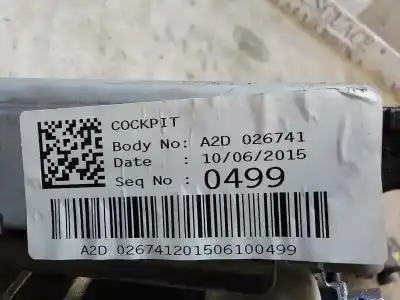 COCKPIT
Body No: A2D 026741
Date : 10/06/2015
Seq No : 0499
A2D 026741201506100499